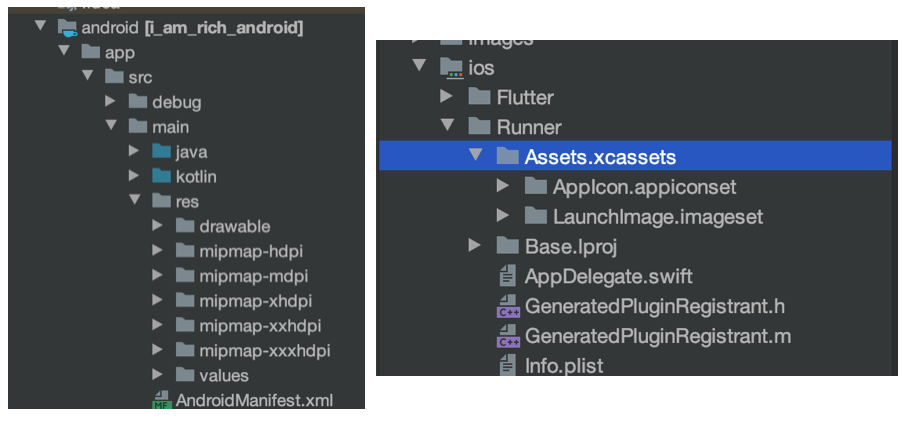 android [i_am_rich_android]
app
src
debug
main
java
kotlin
res
drawable
mipmap-hdpi
mipmap-mdpi
mipmap-xhdpi
mipmap-xxhdpi
mipmap-xxxhdpi
values
MF AndroidManifest.xml
ios
Flutter
Runner
Assets.xcassets
AppIcon.appiconset
LaunchImage.imageset
Base.lproj
AppDelegate.swift
C++ GeneratedPluginRegistrant.h
C++ GeneratedPluginRegistrant.m
Info.plist